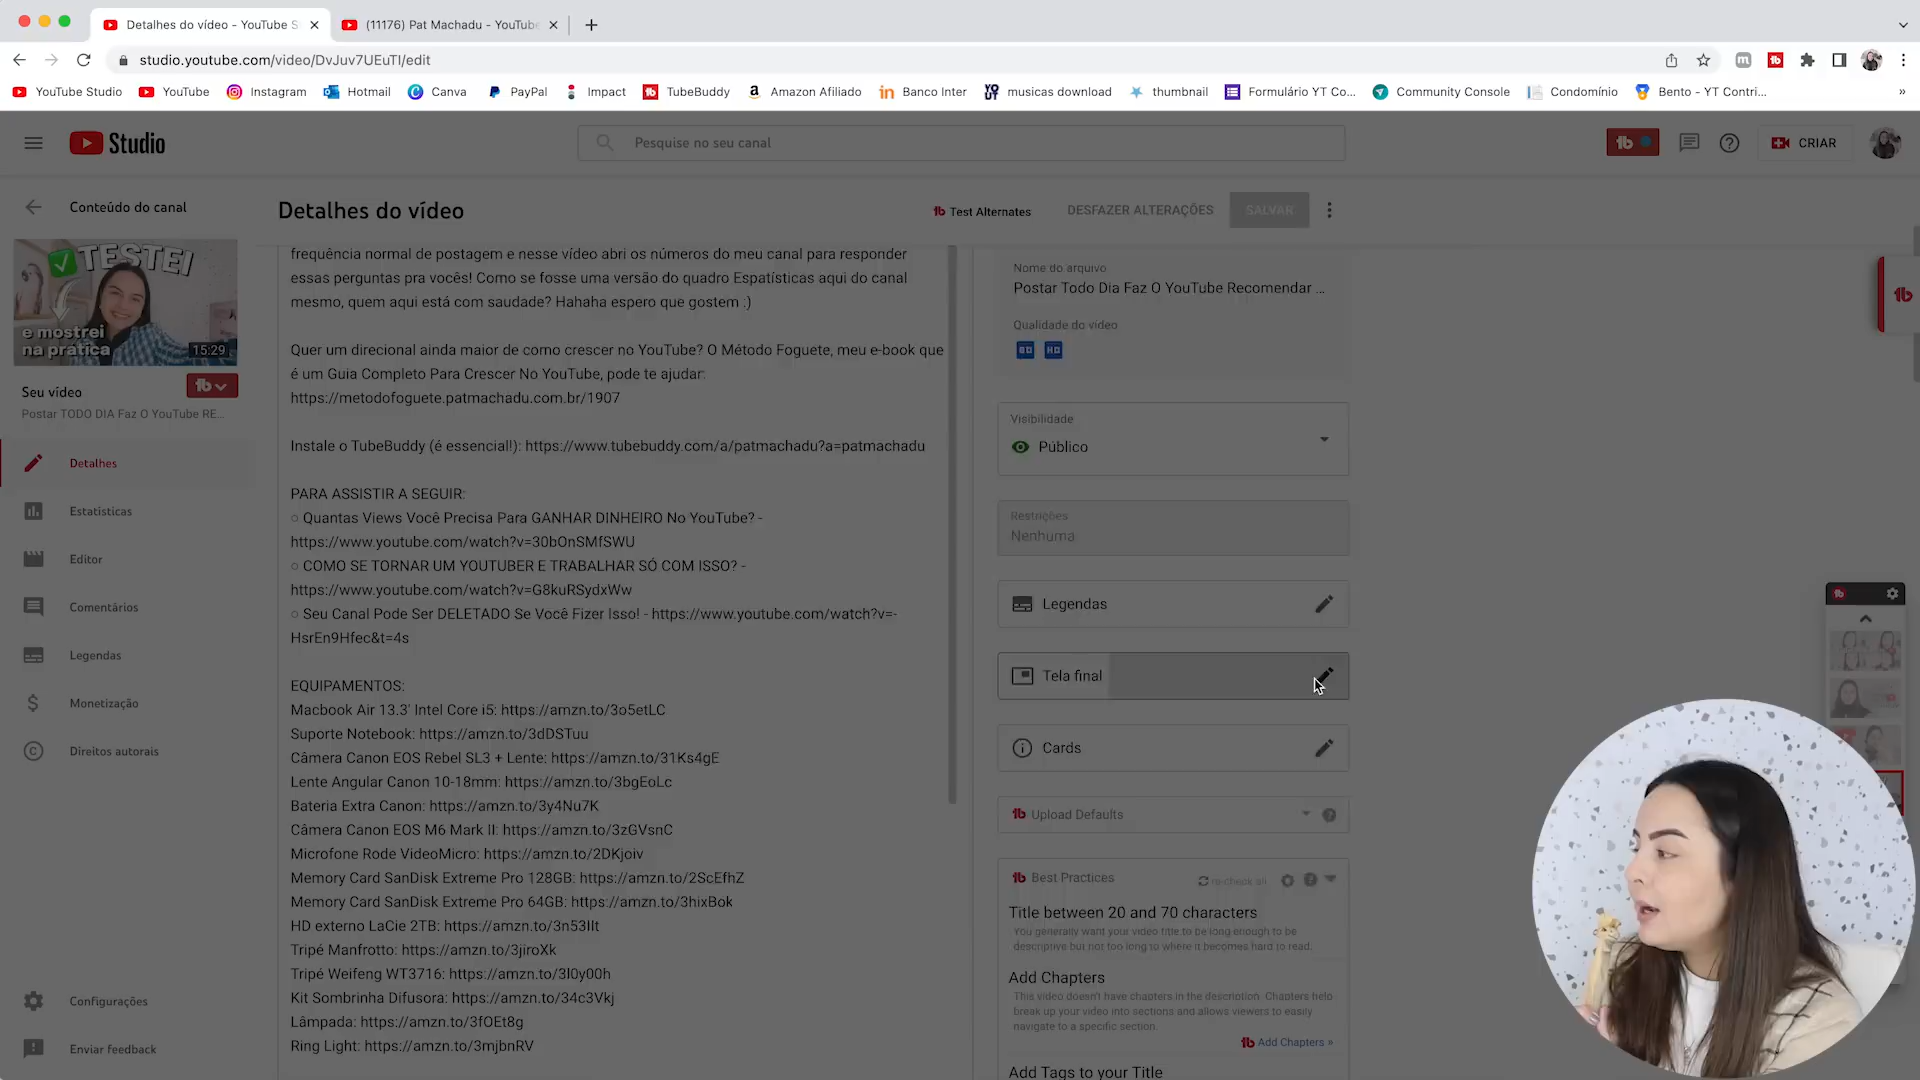 Detalhes do vídeo - YouTube S
(11176) Pat Machadu - YouTube
studio.youtube.com/video/DvJuv7UEuTI/edit
YouTube Studio
YouTube
Instagram
Hotmail
Canva
PayPal
Impact
TubeBuddy
Amazon Afiliado
Banco Inter
musicas download
thumbnail
Formulário YT Co...
Community Console
Condomínio
Bento - YT Contri...
Studio
Pesquise no seu canal
CRIAR
Conteúdo do canal
Detalhes do vídeo
Test Alternates
DESFAZER ALTERAÇÕES
SALVAR
TESTEI
e mostrei
na prática
15:29
Seu vídeo
Postar TODO DIA Faz O YouTube RE...
Detalhes
Estatísticas
Editor
Comentários
Legendas
Monetização
Direitos autorais
Configurações
Enviar feedback
frequência normal de postagem e nesse vídeo abri os números do meu canal para responder
essas perguntas pra vocês! Como se fosse uma versão do quadro Espatísticas aqui do canal
mesmo, quem aqui está com saudade? Hahaha espero que gostem :)
Quer um direcional ainda maior de como crescer no YouTube? O Método Foguete, meu e-book que
é um Guia Completo Para Crescer No YouTube, pode te ajudar:
https://metodofoguete.patmachadu.com.br/1907
Instale o TubeBuddy (é essencial!): https://www.tubebuddy.com/a/patmachadu?a=patmachadu
PARA ASSISTIR A SEGUIR:
○ Quantas Views Você Precisa Para GANHAR DINHEIRO No YouTube? -
https://www.youtube.com/watch?v=30bOnSMfSWU
○ COMO SE TORNAR UM YOUTUBER E TRABALHAR SÓ COM ISSO? -
https://www.youtube.com/watch?v=G8kuRSydxWw
○ Seu Canal Pode Ser DELETADO Se Você Fizer Isso! - https://www.youtube.com/watch?v=-
HsrEn9Hfec&t=4s
EQUIPAMENTOS:
Macbook Air 13.3' Intel Core i5: https://amzn.to/3o5etLC
Suporte Notebook: https://amzn.to/3dDSTuu
Câmera Canon EOS Rebel SL3 + Lente: https://amzn.to/31Ks4gE
Lente Angular Canon 10-18mm: https://amzn.to/3bgEoLc
Bateria Extra Canon: https://amzn.to/3y4Nu7K
Câmera Canon EOS M6 Mark II: https://amzn.to/3zGVsnC
Microfone Rode VideoMicro: https://amzn.to/2DKjoiv
Memory Card SanDisk Extreme Pro 128GB: https://amzn.to/2ScEfhZ
Memory Card SanDisk Extreme Pro 64GB: https://amzn.to/3hixBok
HD externo LaCie 2TB: https://amzn.to/3n53IIt
Tripé Manfrotto: https://amzn.to/3jiroXk
Tripé Weifeng WT3716: https://amzn.to/3l0y00h
Kit Sombrinha Difusora: https://amzn.to/34c3Vkj
Lâmpada: https://amzn.to/3fOEt8g
Ring Light: https://amzn.to/3mjbnRV
Nome do arquivo
Postar Todo Dia Faz O YouTube Recomendar ...
Qualidade do vídeo
SD HD
Visibilidade
Público
Restrições
Nenhuma
Legendas
Tela final
Cards
Upload Defaults
Best Practices
re-check all
Title between 20 and 70 characters
You generally want your video title to be long enough to be
descriptive but not too long to where it becomes hard to read.
Add Chapters
This video doesn't have chapters in the description. Chapters help
break up your video into sections and allows viewers to easily
navigate to a specific section.
Add Chapters »
Add Tags to your Title